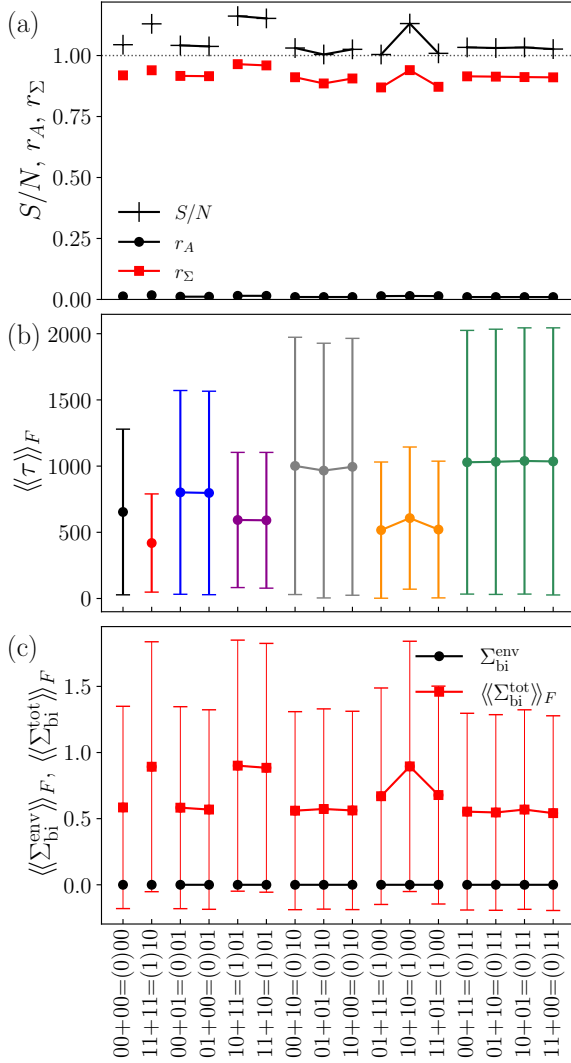 (a)
S/N, r_A, r_Σ
1.00
0.75
0.50
0.25
0.00
S/N
r_A
r_Σ
(b)
⟨⟨τ⟩⟩_F
2000
1500
1000
500
0
(c)
⟨⟨Σ_bi^env⟩⟩_F, ⟨⟨Σ_bi^tot⟩⟩_F
1.5
1.0
0.5
0.0
Σ_bi^env
⟨⟨Σ_bi^tot⟩⟩_F
00+00=(0)00
11+11=(1)10
00+01=(0)01
01+00=(0)01
10+11=(1)01
11+10=(1)01
00+10=(0)10
01+01=(0)10
10+00=(0)10
01+11=(1)00
10+10=(1)00
11+01=(1)00
00+11=(0)11
01+10=(0)11
10+01=(0)11
11+00=(0)11